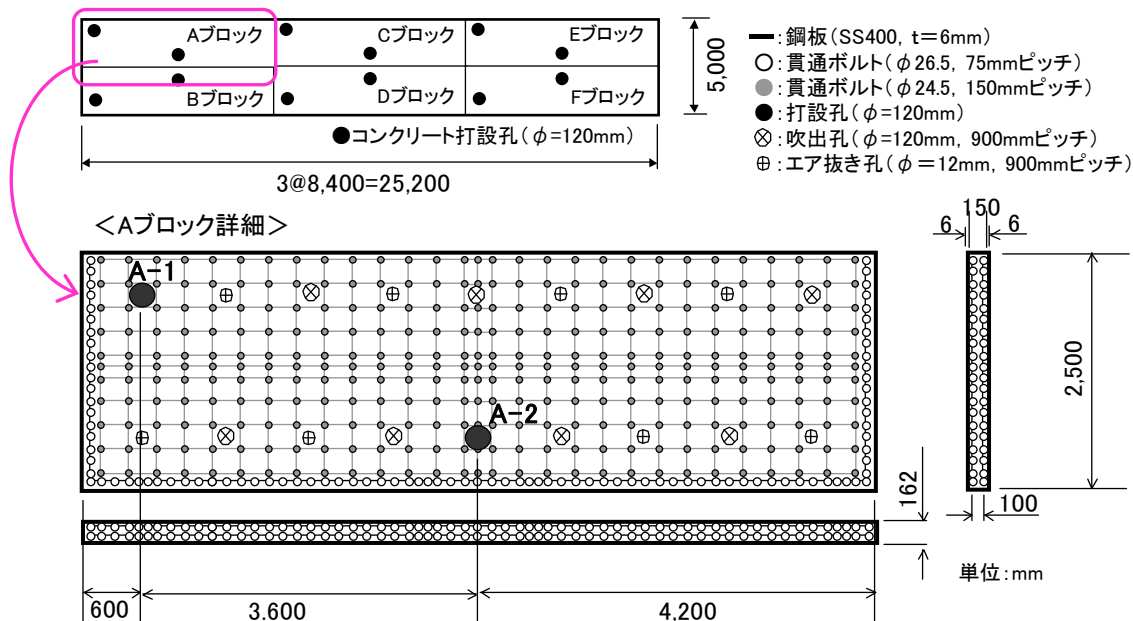 Aブロック
Cブロック
Eブロック
Bブロック
Dブロック
Fブロック
5,000
●コンクリート打設孔(φ=120mm)
3@8,400=25,200
:鋼板(SS400, t=6mm)
:貫通ボルト(φ26.5, 75mmピッチ)
:貫通ボルト(φ24.5, 150mmピッチ)
:打設孔(φ=120mm)
:吹出孔(φ=120mm, 900mmピッチ)
:エア抜き孔(φ=12mm, 900mmピッチ)
<Aブロック詳細>
A-1
A-2
150
6
6
2,500
100
162
単位:mm
600
3,600
4,200